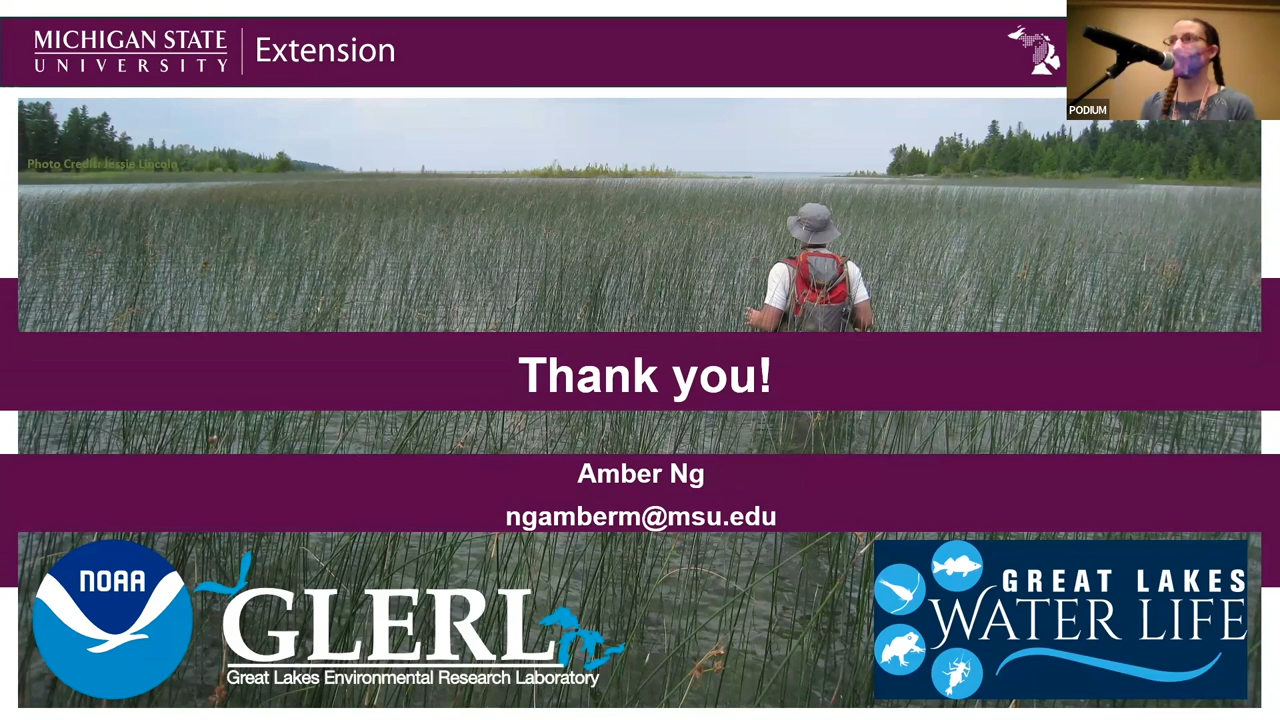 MICHIGAN STATE
UNIVERSITY
Extension
PODIUM
Photo Credit: Jessie Lincoln
Thank you!
Amber Ng
ngamberm@msu.edu
NOAA
GLERL
Great Lakes Environmental Research Laboratory
GREAT LAKES
WATER LIFE